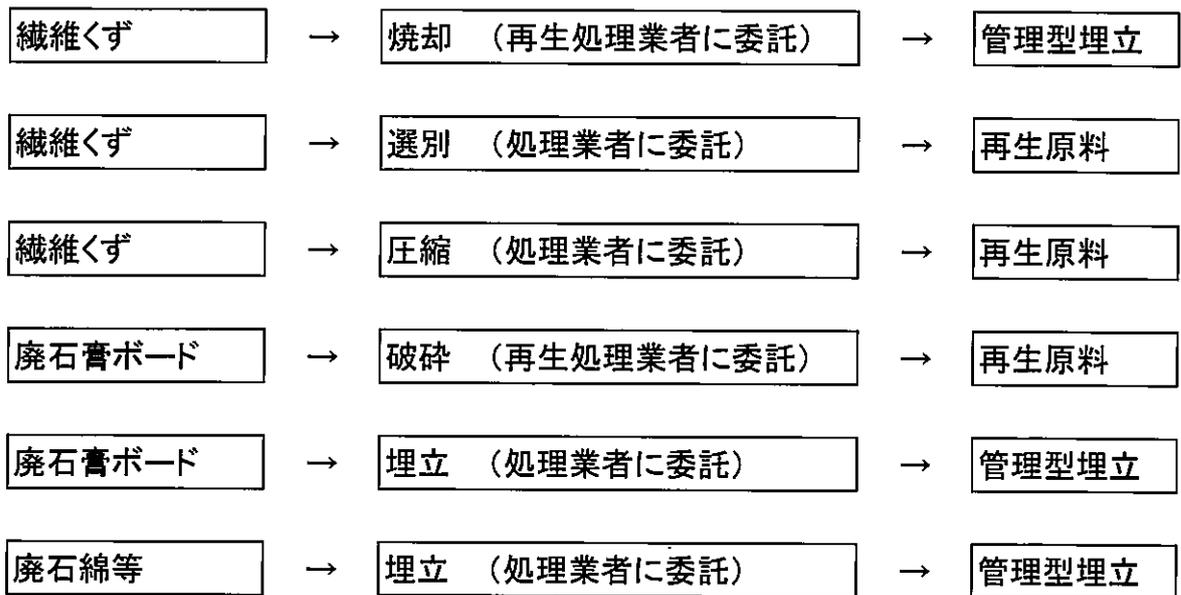 繊維くず → 焼却 （再生処理業者に委託） → 管理型埋立
繊維くず → 選別 （処理業者に委託） → 再生原料
繊維くず → 圧縮 （処理業者に委託） → 再生原料
廃石膏ボード → 破砕 （再生処理業者に委託） → 再生原料
廃石膏ボード → 埋立 （処理業者に委託） → 管理型埋立
廃石綿等 → 埋立 （処理業者に委託） → 管理型埋立